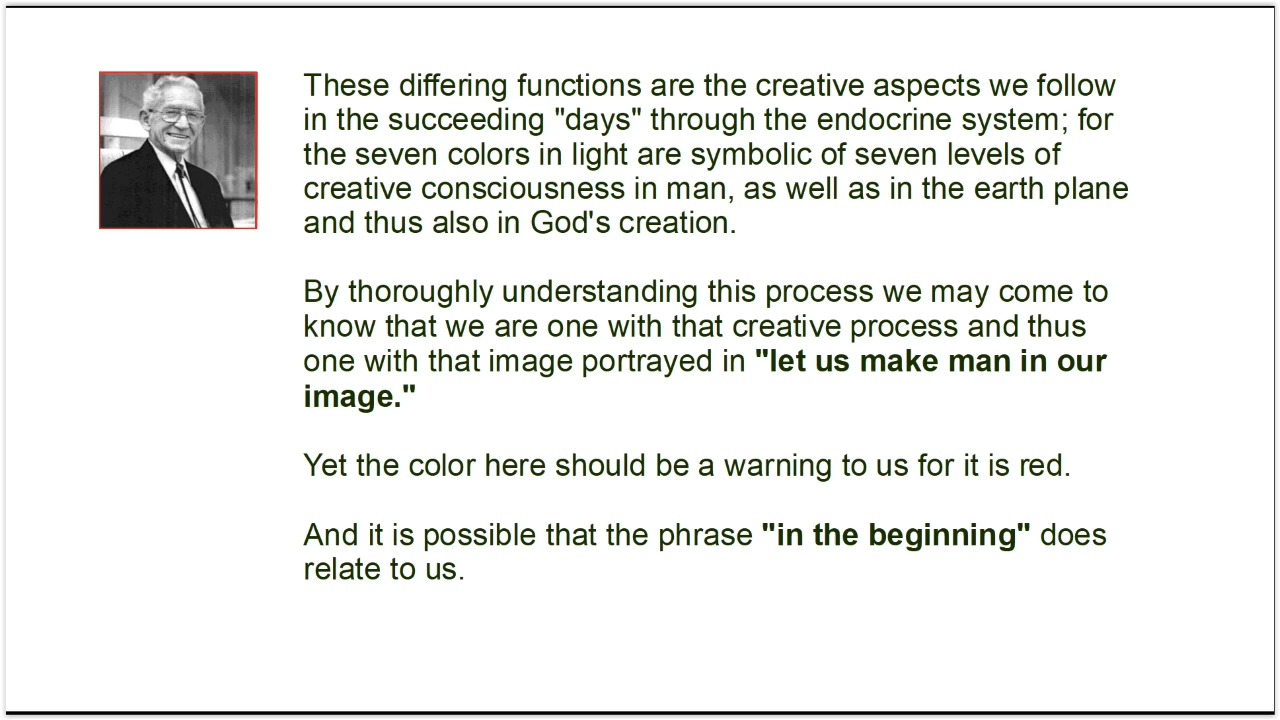 These differing functions are the creative aspects we follow
in the succeeding "days" through the endocrine system; for
the seven colors in light are symbolic of seven levels of
creative consciousness in man, as well as in the earth plane
and thus also in God's creation.
By thoroughly understanding this process we may come to
know that we are one with that creative process and thus
one with that image portrayed in "let us make man in our
image."
Yet the color here should be a warning to us for it is red.
And it is possible that the phrase "in the beginning" does
relate to us.